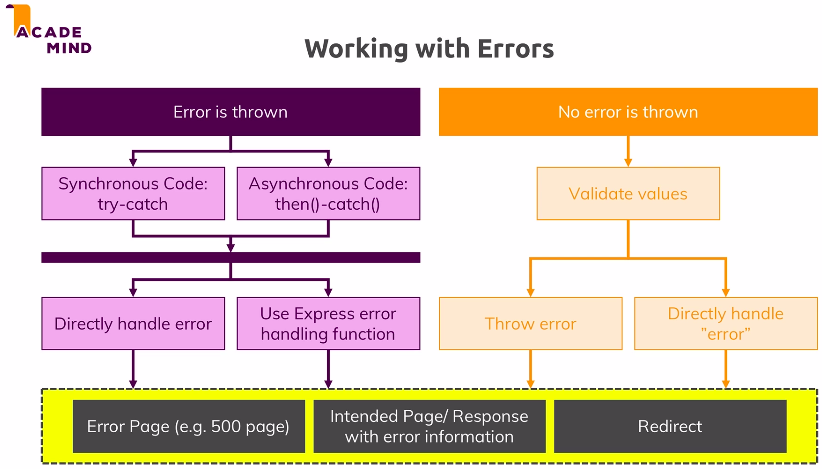 ACADE
MIND
Working with Errors
Error is thrown
No error is thrown
Synchronous Code:
try-catch
Asynchronous Code:
then()-catch()
Validate values
Directly handle error
Use Express error
handling function
Throw error
Directly handle
”error”
Error Page (e.g. 500 page)
Intended Page/ Response
with error information
Redirect